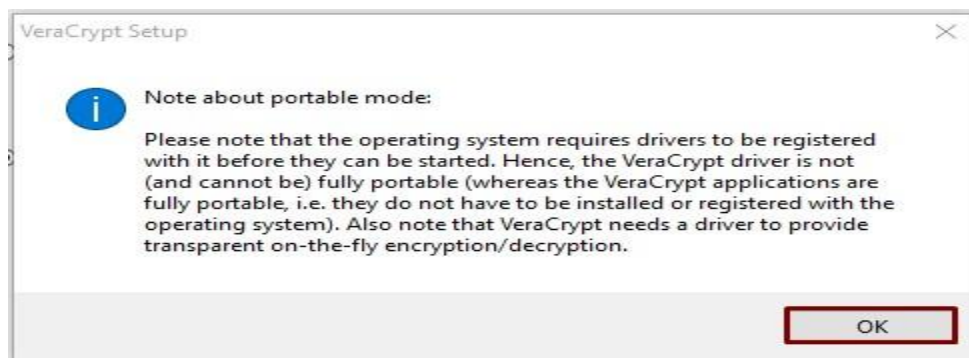 VeraCrypt Setup
Note about portable mode:
Please note that the operating system requires drivers to be registered
with it before they can be started. Hence, the VeraCrypt driver is not
(and cannot be) fully portable (whereas the VeraCrypt applications are
fully portable, i.e. they do not have to be installed or registered with the
operating system). Also note that VeraCrypt needs a driver to provide
transparent on-the-fly encryption/decryption.
OK